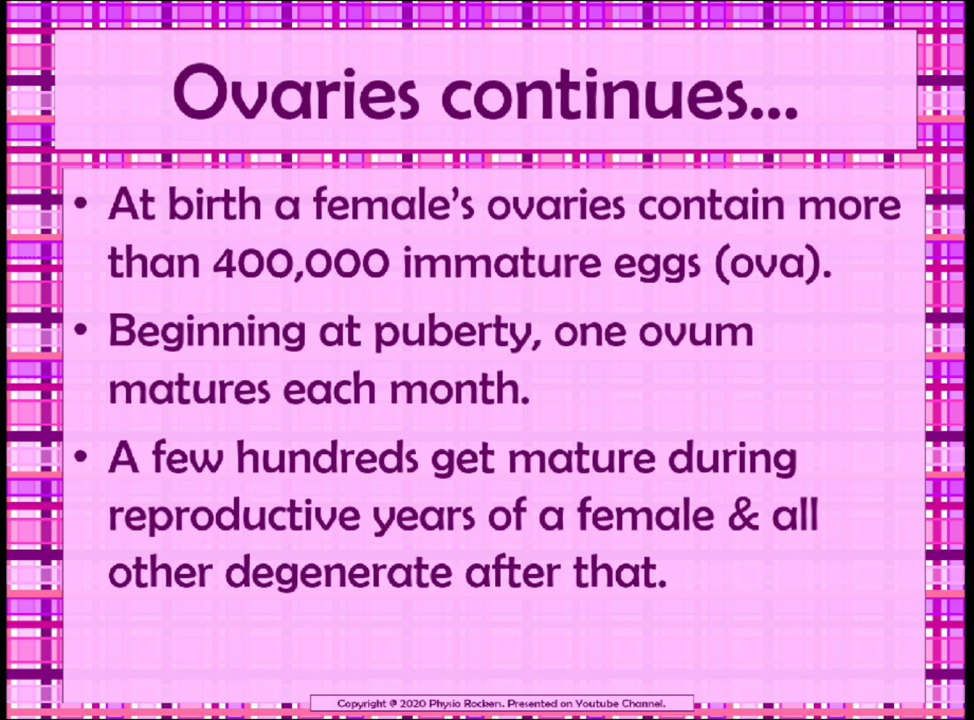 Ovaries continues...
• At birth a female's ovaries contain more
than 400,000 immature eggs (ova).
• Beginning at puberty, one ovum
matures each month.
• A few hundreds get mature during
reproductive years of a female & all
other degenerate after that.
Copyright @ 2020 Physio Rockers. Presented on Youtube Channel.